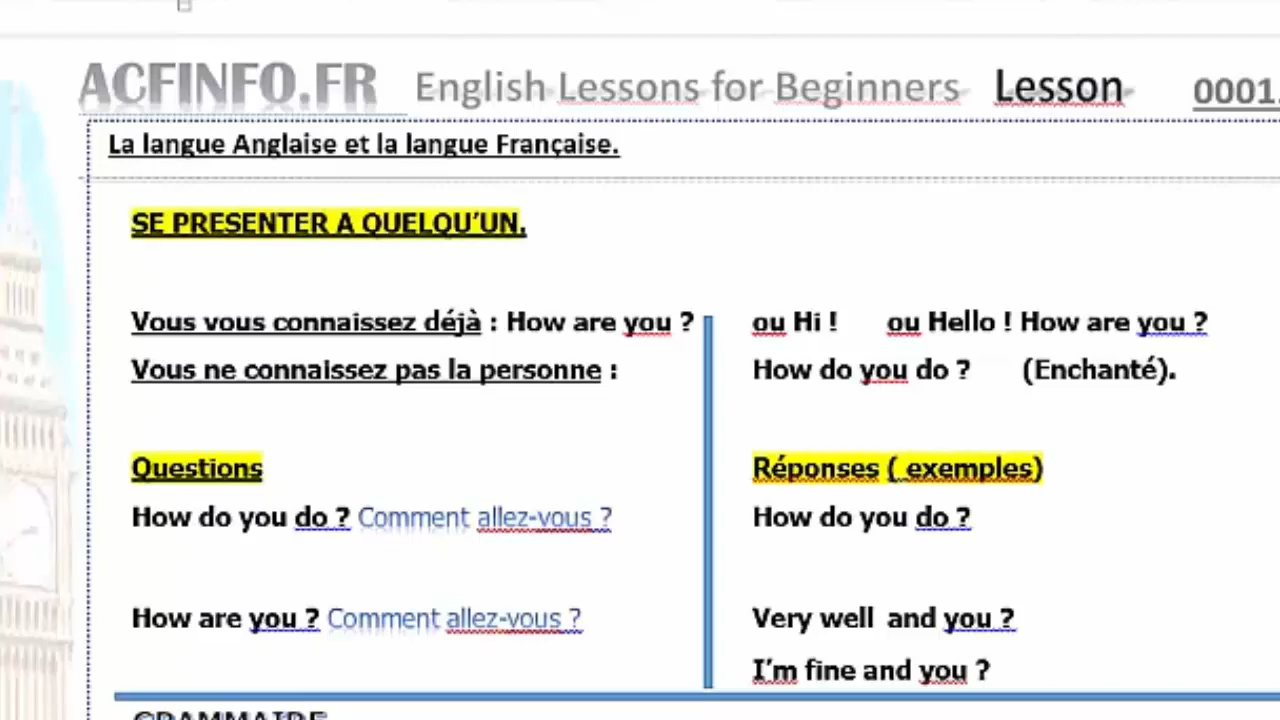 ACFINFO.FR English Lessons for Beginners Lesson 0001.
La langue Anglaise et la langue Française.
SE PRESENTER A QUELQU’UN.
Vous vous connaissez déjà : How are you ? ou Hi ! ou Hello ! How are you ?
Vous ne connaissez pas la personne : How do you do ? (Enchanté).
Questions Réponses ( exemples)
How do you do ? Comment allez-vous ? How do you do ?
How are you ? Comment allez-vous ? Very well and you ?
I’m fine and you ?
GRAMMAIRE